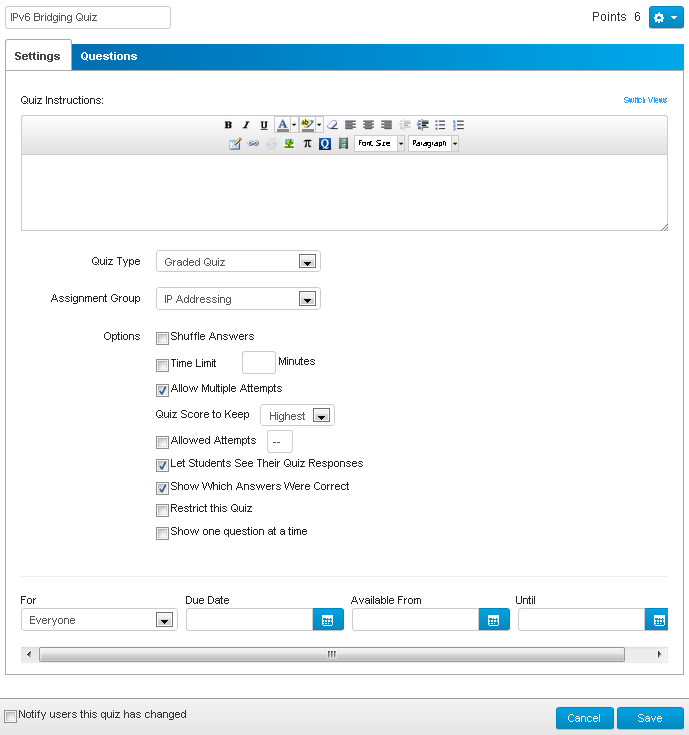 IPv6 Bridging Quiz Points 6
Settings Questions
Quiz Instructions: Switch Views
B I U A ab
π Q Font Size Paragraph
Quiz Type Graded Quiz
Assignment Group IP Addressing
Options Shuffle Answers
Time Limit Minutes
Allow Multiple Attempts
Quiz Score to Keep Highest
Allowed Attempts --
Let Students See Their Quiz Responses
Show Which Answers Were Correct
Restrict this Quiz
Show one question at a time
For Due Date Available From Until
Everyone
Notify users this quiz has changed Cancel Save